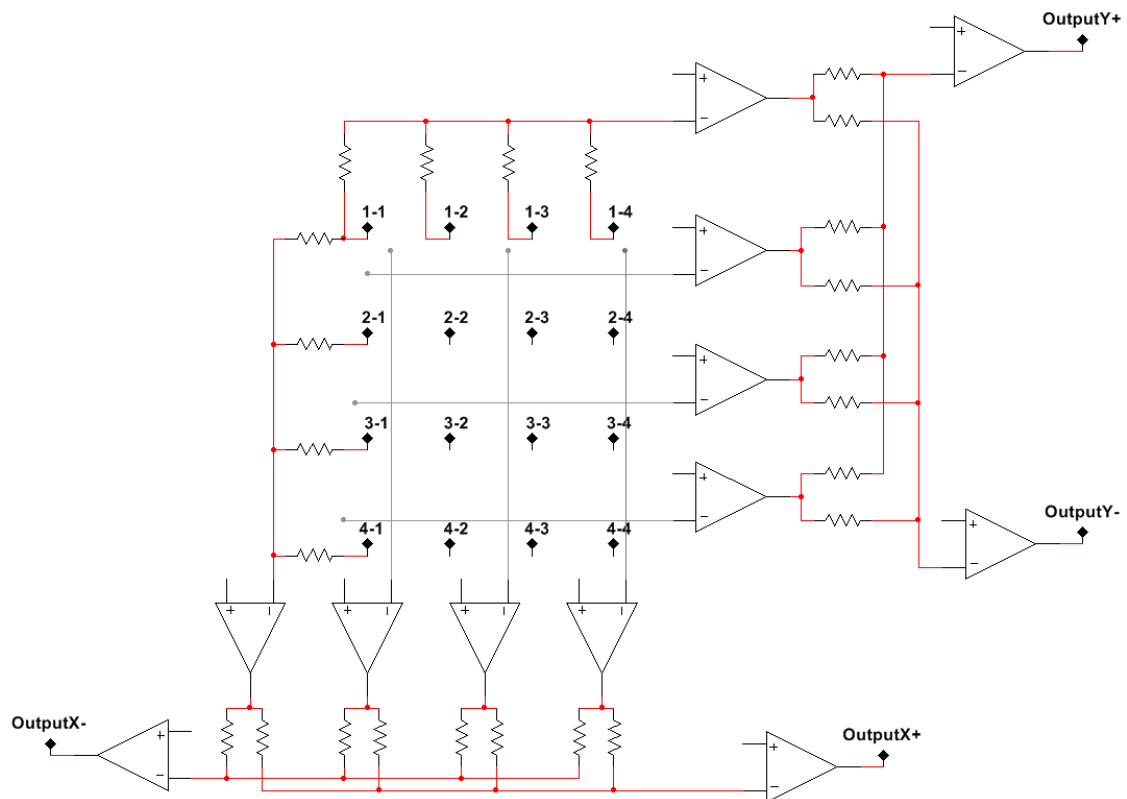 OutputY+
1-1 1-2 1-3 1-4
2-1 2-2 2-3 2-4
3-1 3-2 3-3 3-4
OutputY-
4-1 4-2 4-3 4-4
OutputX-
OutputX+